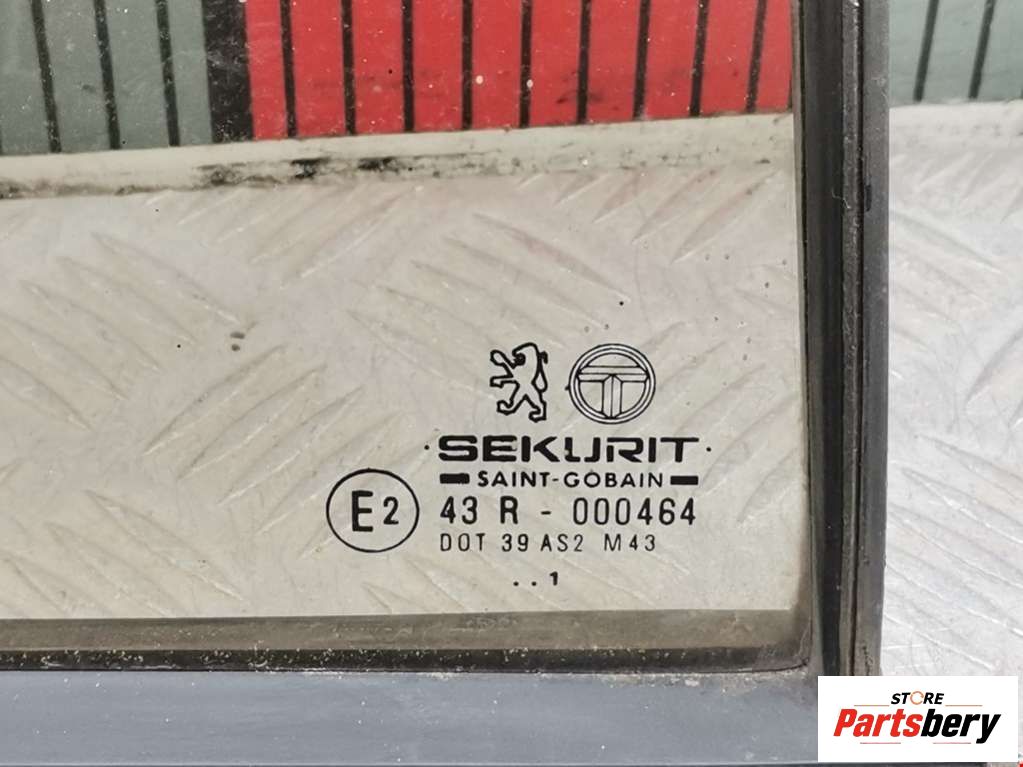 ·SEKURIT·
SAINT-GOBAIN
E2 43 R - 000464
DOT 39 AS2 M43
..1
STORE
Partsbery